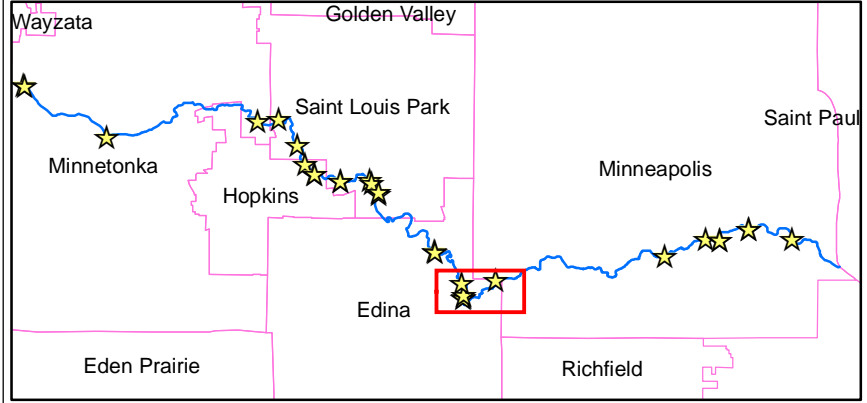 Golden Valley
Wayzata
Saint Louis Park
Saint Paul
Minnetonka
Minneapolis
Hopkins
Edina
Eden Prairie
Richfield